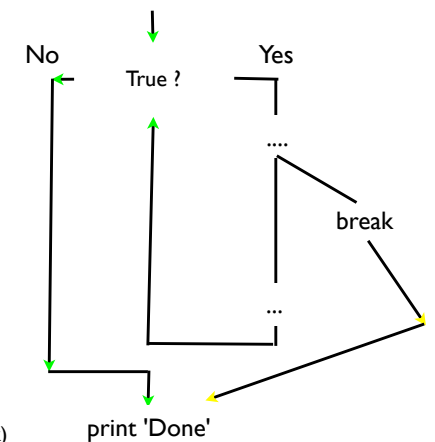 No
Yes
True ?
....
break
...
print 'Done'
)